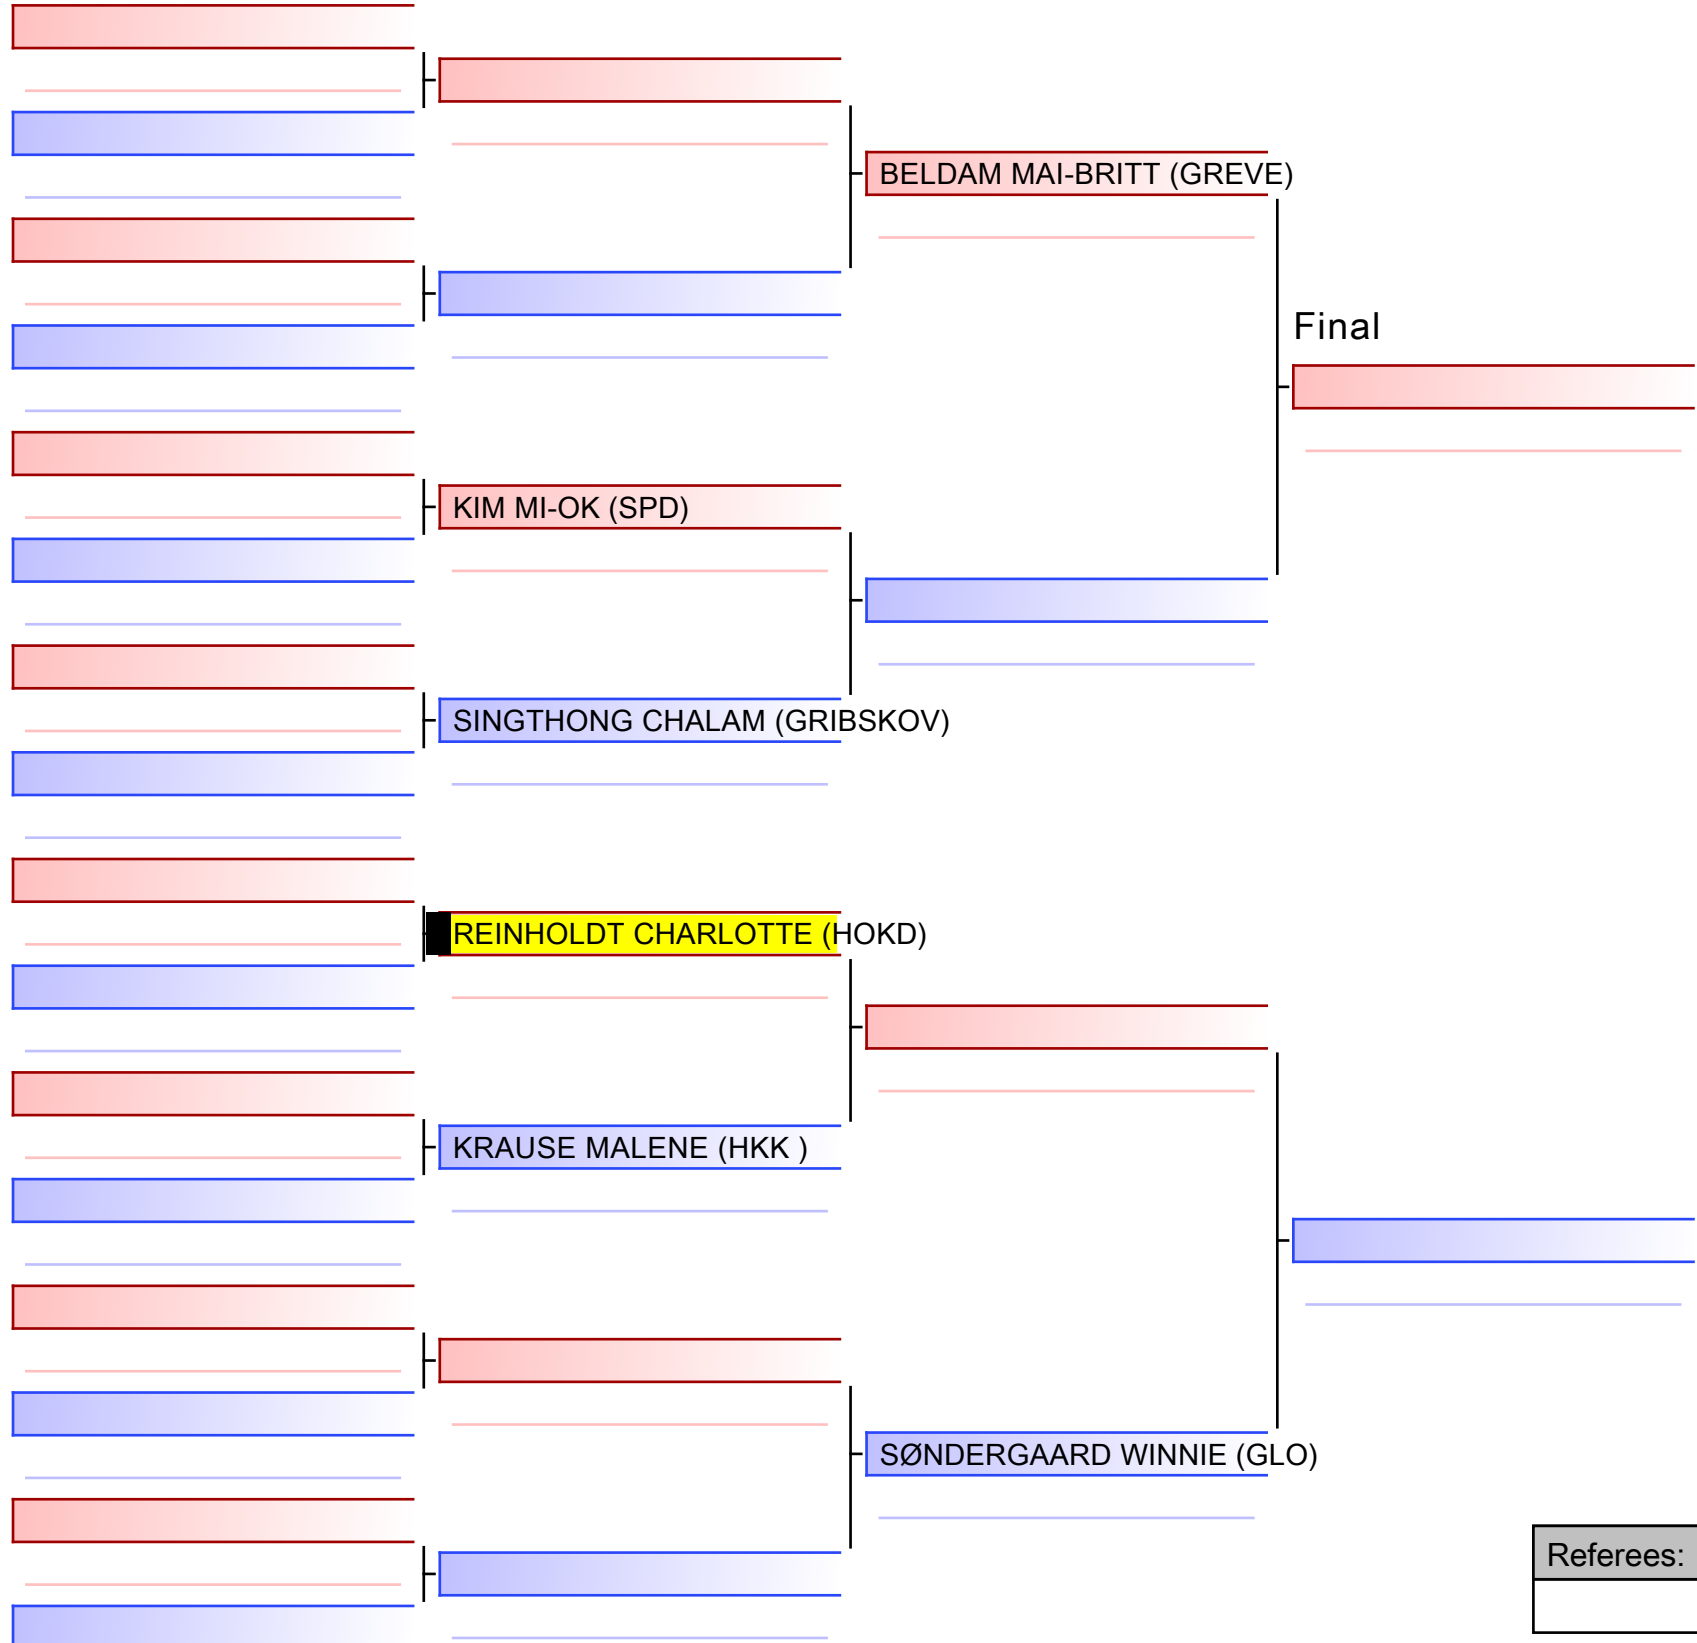 BELDAM MAI-BRITT (GREVE)
Final
KIM MI-OK (SPD)
SINGTHONG CHALAM (GRIBSKOV)
REINHOLDT CHARLOTTE (HOKD)
KRAUSE MALENE (HKK )
SØNDERGAARD WINNIE (GLO)
Referees: